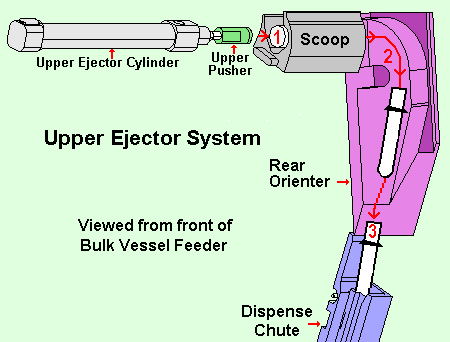 1
Scoop
2
Upper Ejector Cylinder
Upper
Pusher
Upper Ejector System
Rear
Orienter
Viewed from front of
Bulk Vessel Feeder
3
Dispense
Chute